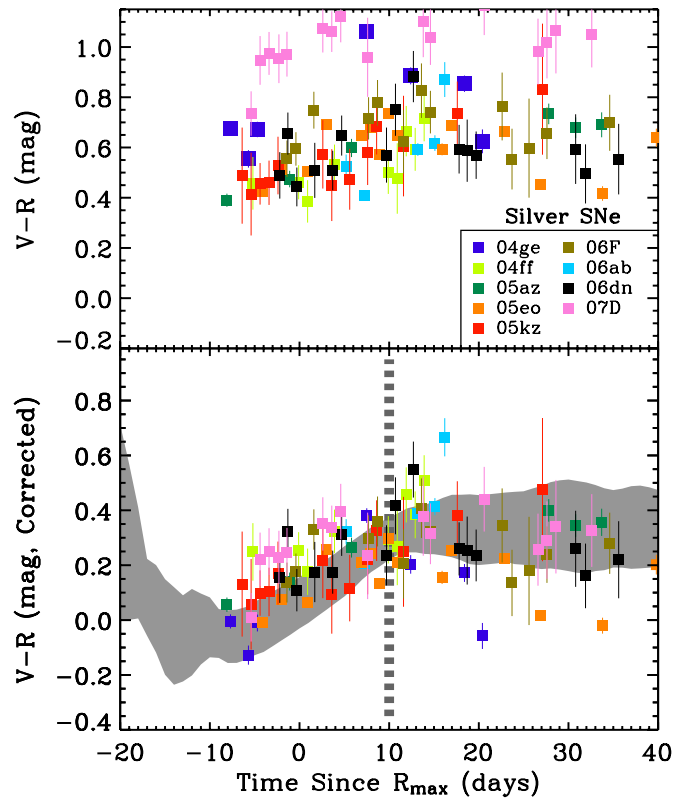 V-R (mag)
1.0
0.8
0.6
0.4
0.2
0.0
-0.2
Silver SNe
04ge
04ff
05az
05eo
05kz
06F
06ab
06dn
07D
V-R (mag, Corrected)
0.8
0.6
0.4
0.2
0.0
-0.2
-0.4
-20
-10
0
10
20
30
40
Time Since Rmax (days)